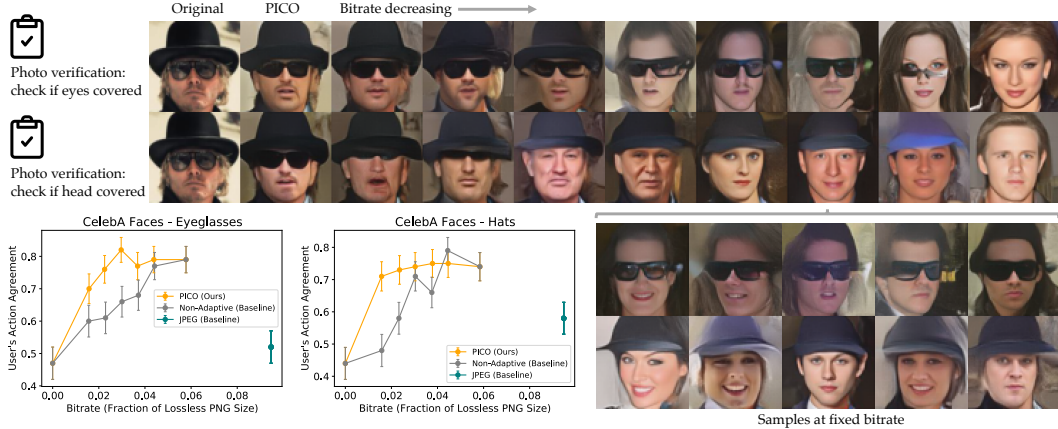 Original PICO Bitrate decreasing
Photo verification:
check if eyes covered
Photo verification:
check if head covered
CelebA Faces - Eyeglasses
User's Action Agreement
0.8
0.7
0.6
0.5
0.4
PICO (Ours)
Non-Adaptive (Baseline)
JPEG (Baseline)
0.00 0.02 0.04 0.06 0.08
Bitrate (Fraction of Lossless PNG Size)
CelebA Faces - Hats
User's Action Agreement
0.8
0.7
0.6
0.5
0.4
PICO (Ours)
Non-Adaptive (Baseline)
JPEG (Baseline)
0.00 0.02 0.04 0.06 0.08
Bitrate (Fraction of Lossless PNG Size)
Samples at fixed bitrate